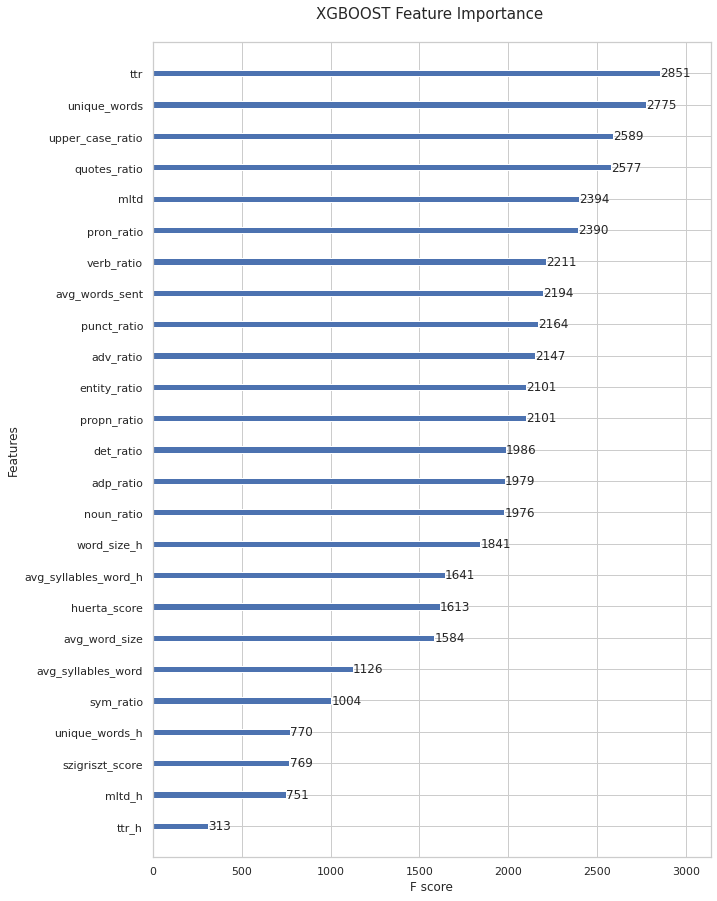 XGBOOST Feature Importance
ttr 2851
unique_words 2775
upper_case_ratio 2589
quotes_ratio 2577
mltd 2394
pron_ratio 2390
verb_ratio 2211
avg_words_sent 2194
punct_ratio 2164
adv_ratio 2147
entity_ratio 2101
propn_ratio 2101
det_ratio 1986
adp_ratio 1979
noun_ratio 1976
word_size_h 1841
avg_syllables_word_h 1641
huerta_score 1613
avg_word_size 1584
avg_syllables_word 1126
sym_ratio 1004
unique_words_h 770
szigriszt_score 769
mltd_h 751
ttr_h 313
Features
0 500 1000 1500 2000 2500 3000
F score